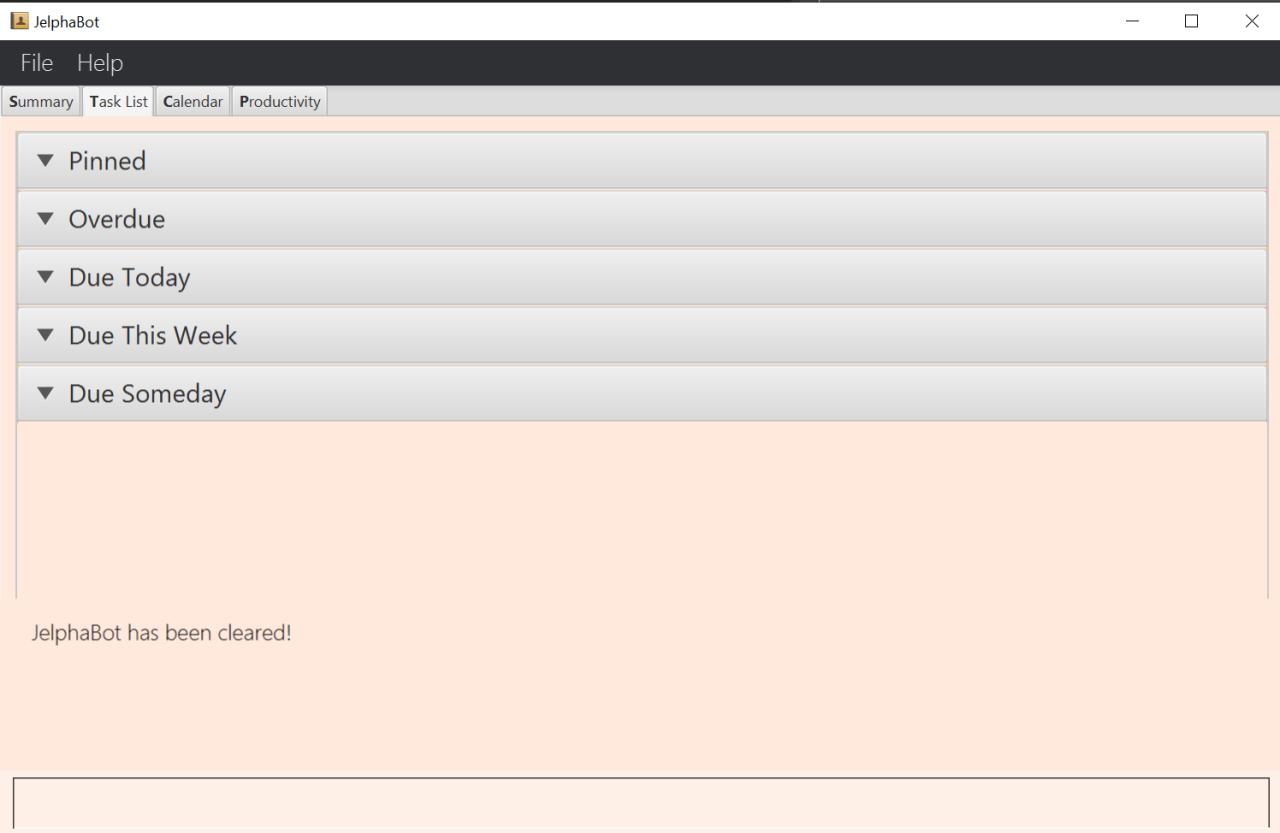 JelphaBot
File Help
Summary Task List Calendar Productivity
Pinned
Overdue
Due Today
Due This Week
Due Someday
JelphaBot has been cleared!